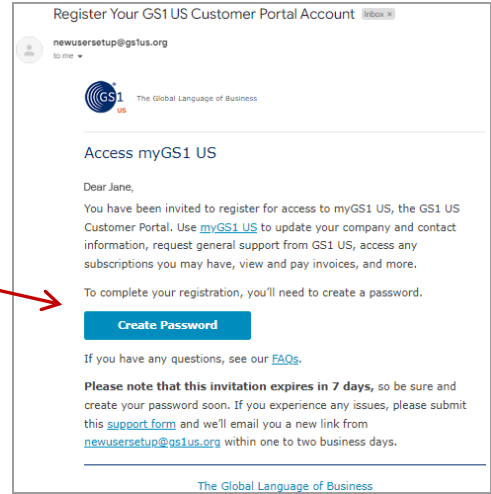 Register Your GS1 US Customer Portal Account Inbox ×
newusersetup@gs1us.org
to me
GS1 US The Global Language of Business
Access myGS1 US
Dear Jane,
You have been invited to register for access to myGS1 US, the GS1 US
Customer Portal. Use myGS1 US to update your company and contact
information, request general support from GS1 US, access any
subscriptions you may have, view and pay invoices, and more.
To complete your registration, you'll need to create a password.
Create Password
If you have any questions, see our FAQs.
Please note that this invitation expires in 7 days, so be sure and
create your password soon. If you experience any issues, please submit
this support form and we'll email you a new link from
newusersetup@gs1us.org within one to two business days.
The Global Language of Business